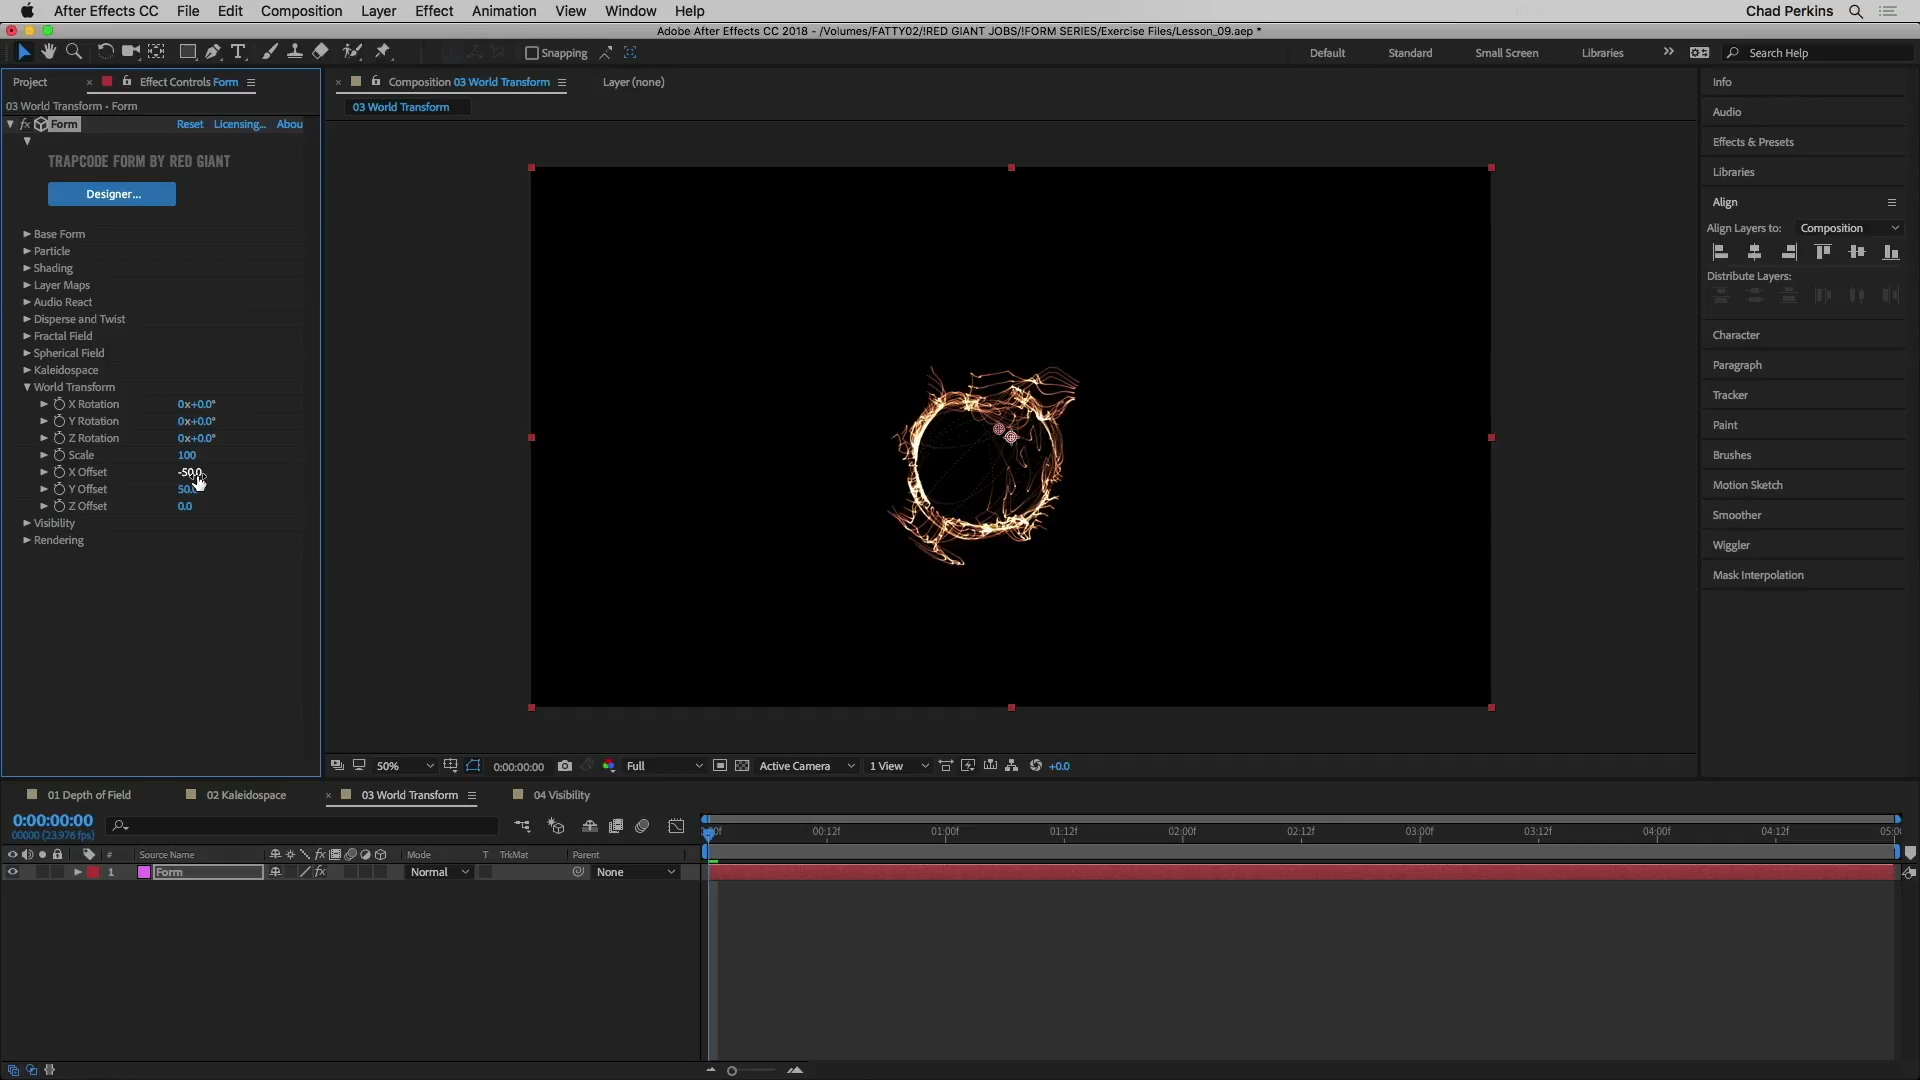 After Effects CC File Edit Composition Layer Effect Animation View Window Help Chad Perkins
Adobe After Effects CC 2018 - /Volumes/FATTY02/!RED GIANT JOBS/!FORM SERIES/Exercise Files/Lesson_09.aep *
Snapping Default Standard Small Screen Libraries Search Help
Project Effect Controls Form Composition 03 World Transform Layer (none) Info
03 World Transform • Form 03 World Transform
Form Reset Licensing... Abou
TRAPCODE FORM BY RED GIANT
Designer...
Base Form
Particle
Shading
Layer Maps
Audio React
Disperse and Twist
Fractal Field
Spherical Field
Kaleidospace
World Transform
X Rotation 0x+0.0°
Y Rotation 0x+0.0°
Z Rotation 0x+0.0°
Scale 100
X Offset -50.0
Y Offset
Z Offset 0.0
Visibility
Rendering
Audio
Effects & Presets
Libraries
Align
Align Layers to: Composition
Distribute Layers:
Character
Paragraph
Tracker
Paint
Brushes
Motion Sketch
Smoother
Wiggler
Mask Interpolation
50% 0:00:00:00 Full Active Camera 1 View +0.0
01 Depth of Field 02 Kaleidospace 03 World Transform 04 Visibility
0:00:00:00
00000 (23.976 fps)
00:12f 01:00f 01:12f 02:00f 02:12f 03:00f 03:12f 04:00f 04:12f
# Source Name fx Mode T TrkMat Parent
1 Form fx Normal None